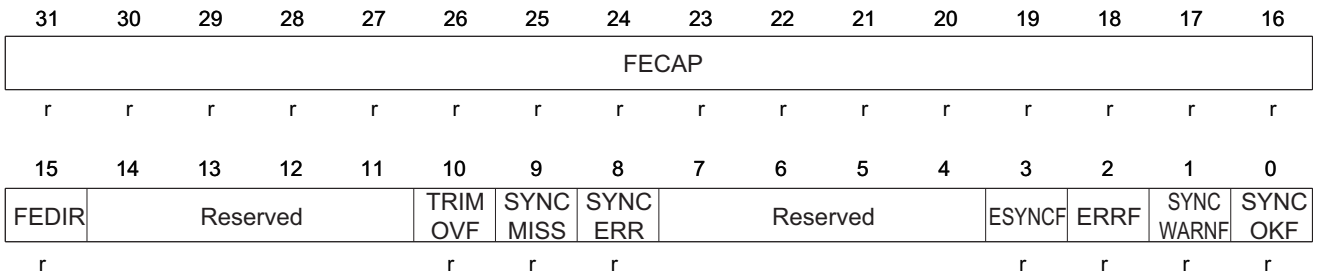 31 30 29 28 27 26 25 24 23 22 21 20 19 18 17 16
FECAP
r r r r r r r r r r r r r r r r
15 14 13 12 11 10 9 8 7 6 5 4 3 2 1 0
FEDIR Reserved TRIM OVF SYNC MISS SYNC ERR Reserved ESYNCF ERRF SYNC WARNF SYNC OKF
r r r r r r r r